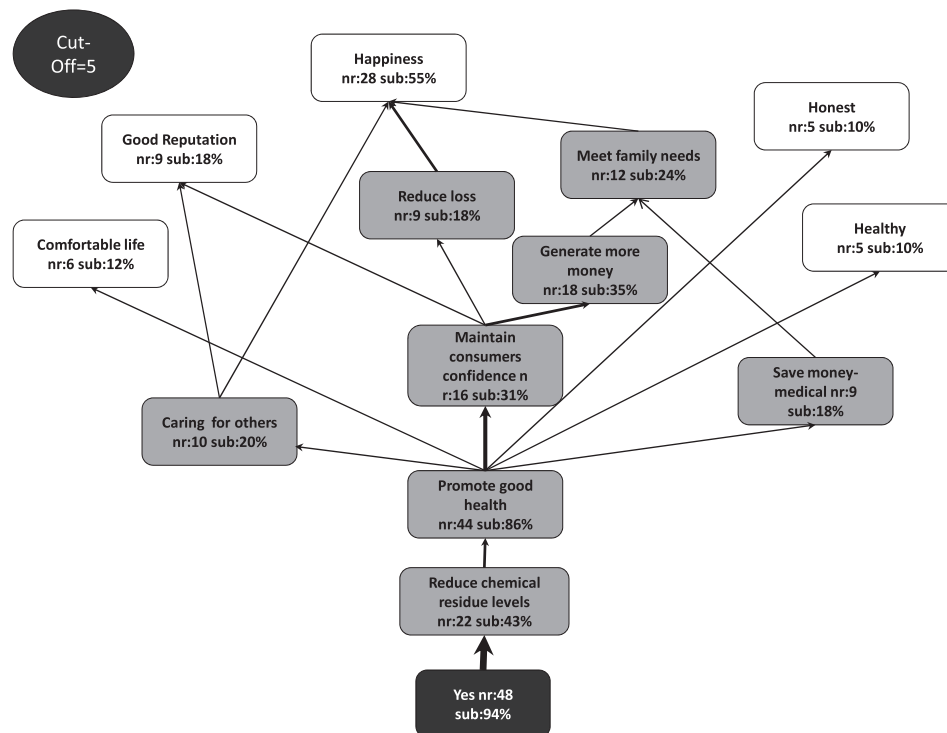 Cut-
Off=5
Happiness
nr:28 sub:55%
Honest
nr:5 sub:10%
Good Reputation
nr:9 sub:18%
Meet family needs
nr:12 sub:24%
Reduce loss
nr:9 sub:18%
Comfortable life
nr:6 sub:12%
Healthy
nr:5 sub:10%
Generate more
money
nr:18 sub:35%
Maintain
consumers
confidence n
r:16 sub:31%
Save money-
medical nr:9
sub:18%
Caring for others
nr:10 sub:20%
Promote good
health
nr:44 sub:86%
Reduce chemical
residue levels
nr:22 sub:43%
Yes nr:48
sub:94%